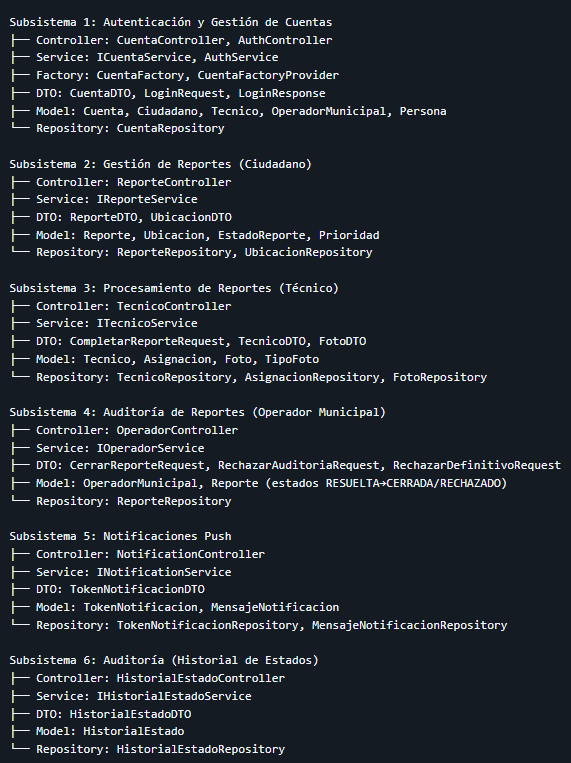 Subsistema 1: Autenticación y Gestión de Cuentas
├── Controller: CuentaController, AuthController
├── Service: ICuentaService, AuthService
├── Factory: CuentaFactory, CuentaFactoryProvider
├── DTO: CuentaDTO, LoginRequest, LoginResponse
├── Model: Cuenta, Ciudadano, Tecnico, OperadorMunicipal, Persona
└── Repository: CuentaRepository
Subsistema 2: Gestión de Reportes (Ciudadano)
├── Controller: ReporteController
├── Service: IReporteService
├── DTO: ReporteDTO, UbicacionDTO
├── Model: Reporte, Ubicacion, EstadoReporte, Prioridad
└── Repository: ReporteRepository, UbicacionRepository
Subsistema 3: Procesamiento de Reportes (Técnico)
├── Controller: TecnicoController
├── Service: ITecnicoService
├── DTO: CompletarReporteRequest, TecnicoDTO, FotoDTO
├── Model: Tecnico, Asignacion, Foto, TipoFoto
└── Repository: TecnicoRepository, AsignacionRepository, FotoRepository
Subsistema 4: Auditoría de Reportes (Operador Municipal)
├── Controller: OperadorController
├── Service: IOperadorService
├── DTO: CerrarReporteRequest, RechazarAuditoriaRequest, RechazarDefinitivoRequest
├── Model: OperadorMunicipal, Reporte (estados RESUELTA→CERRADA/RECHAZADO)
└── Repository: ReporteRepository
Subsistema 5: Notificaciones Push
├── Controller: NotificationController
├── Service: INotificationService
├── DTO: TokenNotificacionDTO
├── Model: TokenNotificacion, MensajeNotificacion
└── Repository: TokenNotificacionRepository, MensajeNotificacionRepository
Subsistema 6: Auditoría (Historial de Estados)
├── Controller: HistorialEstadoController
├── Service: IHistorialEstadoService
├── DTO: HistorialEstadoDTO
├── Model: HistorialEstado
└── Repository: HistorialEstadoRepository